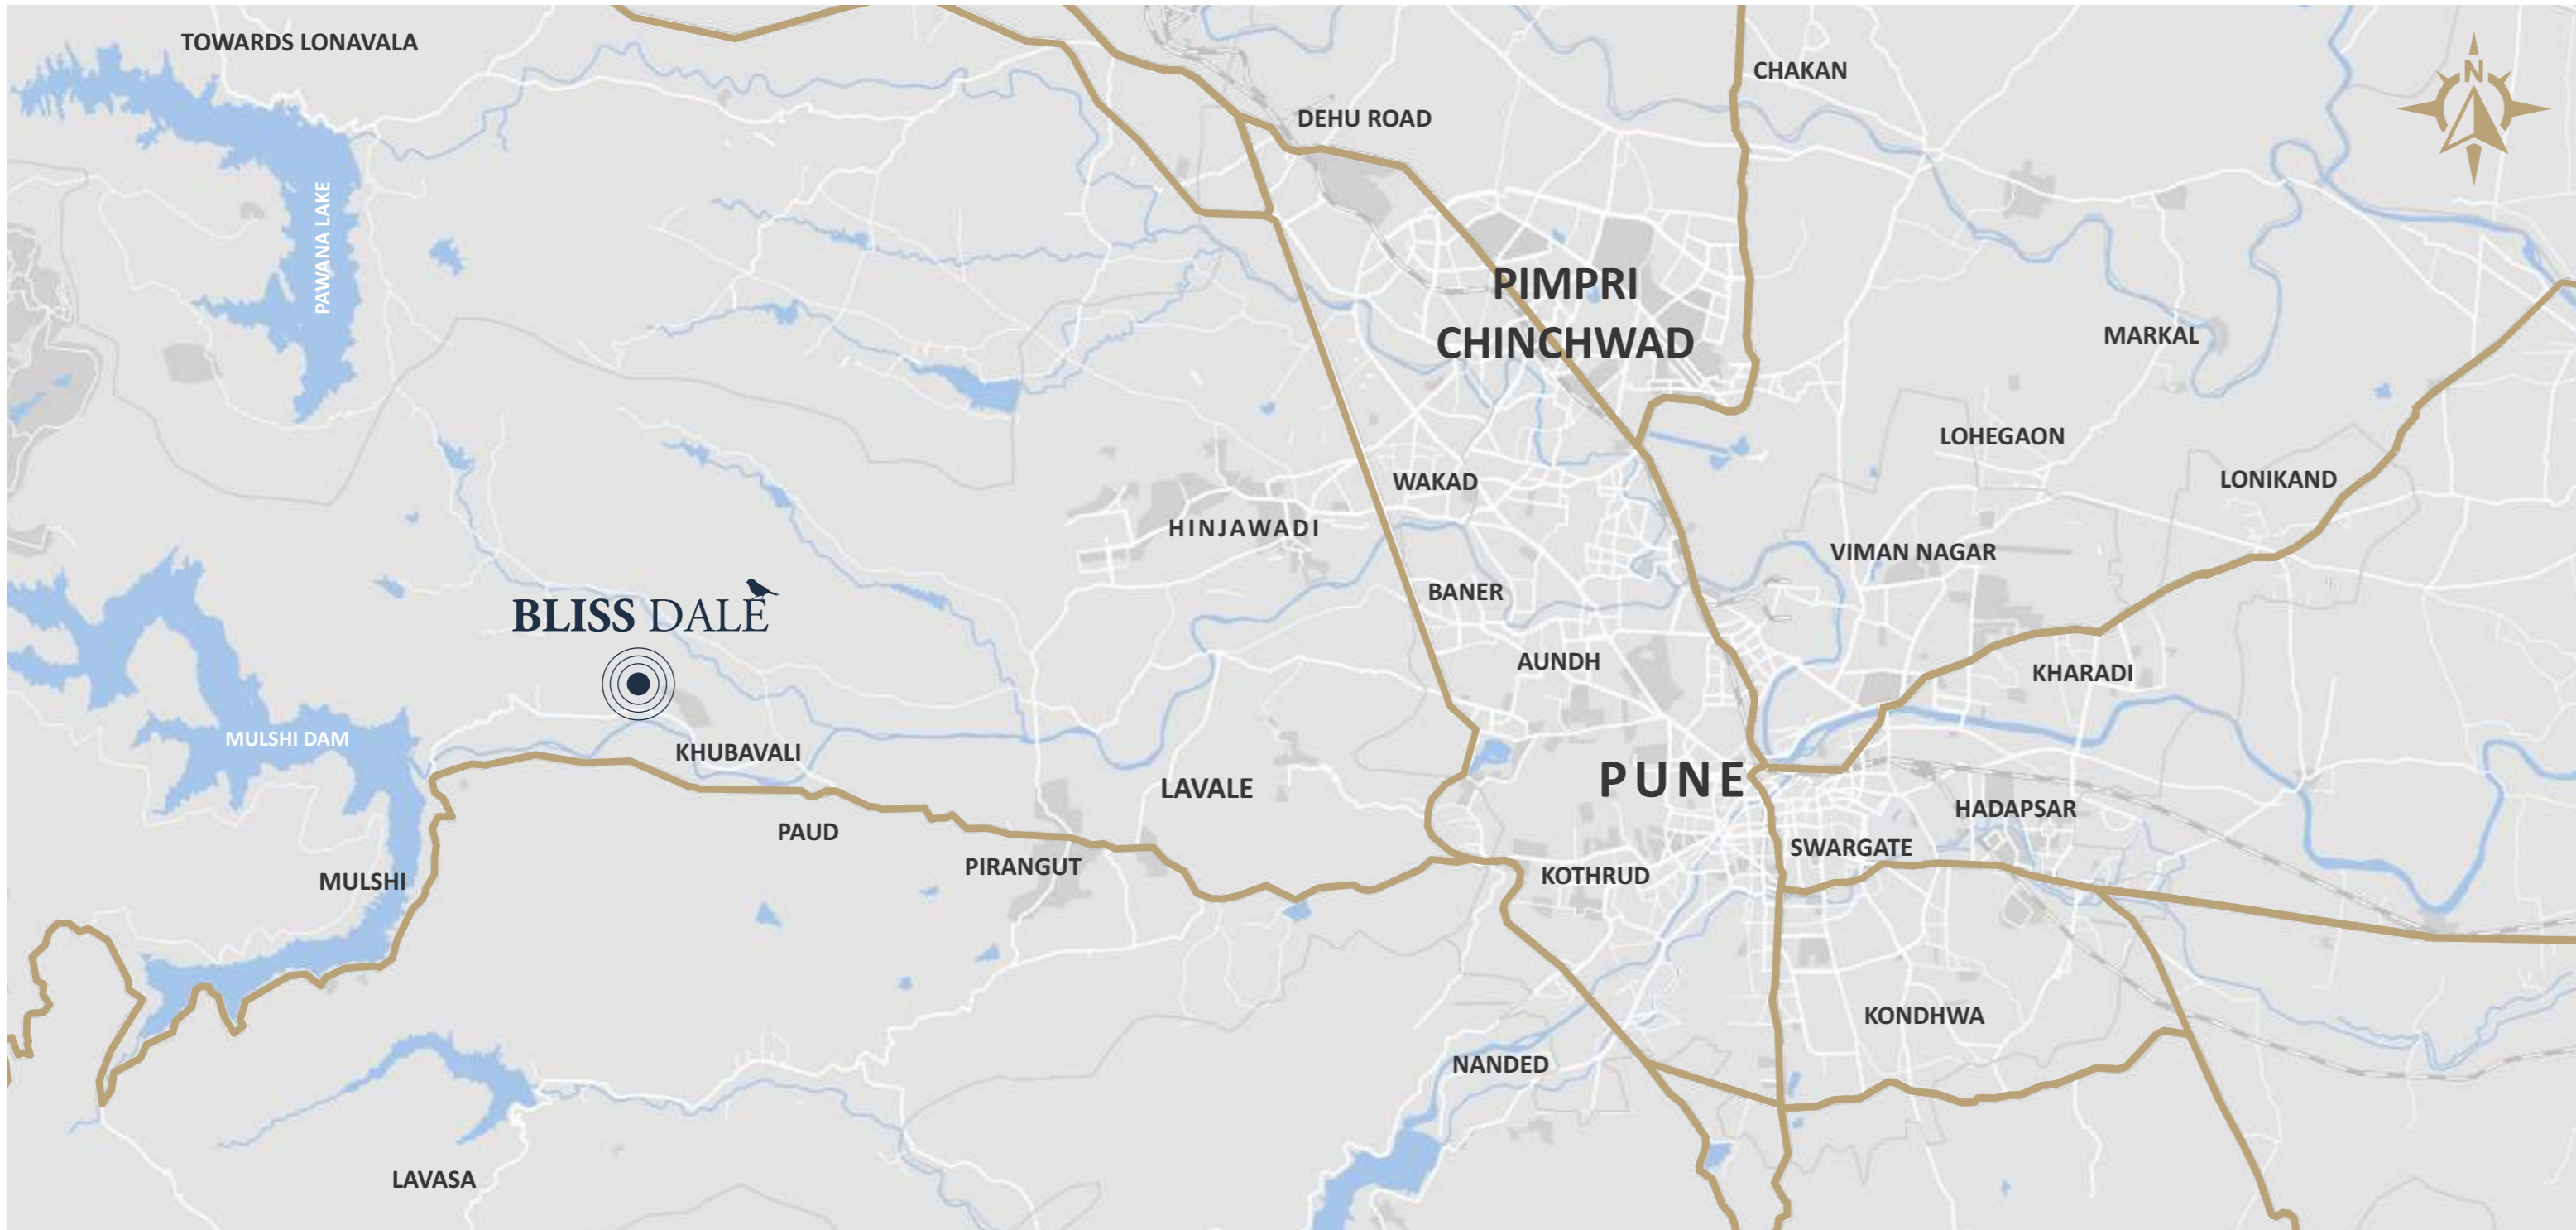 TOWARDS LONAVALA
CHAKAN
N
DEHU ROAD
PAWANA LAKE
PIMPRI
CHINCHWAD
MARKAL
LOHEGAON
WAKAD
LONIKAND
HINJAWADI
VIMAN NAGAR
BANER
BLISS DALE
AUNDH
KHARADI
MULSHI DAM
KHUBAVALI
PUNE
LAVALE
HADAPSAR
PAUD
SWARGATE
PIRANGUT
KOTHRUD
MULSHI
KONDHWA
NANDED
LAVASA